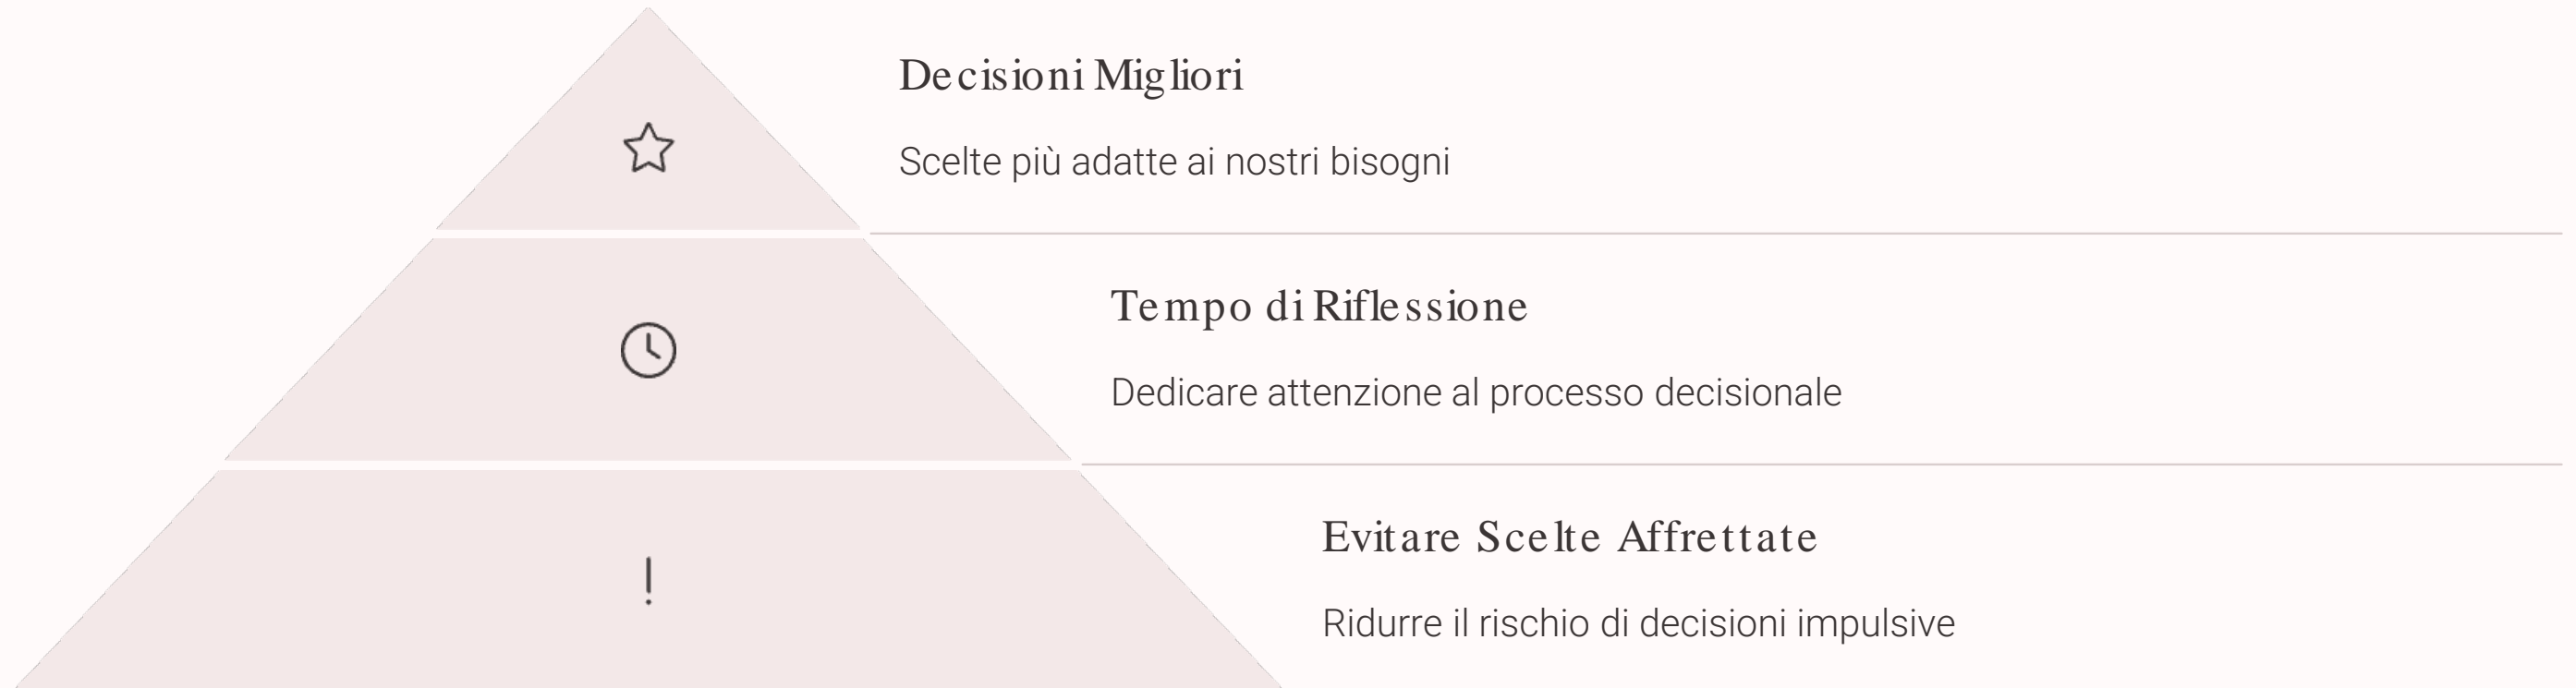 Decisioni Migliori
Scelte più adatte ai nostri bisogni
Tempo di Riflessione
Dedicare attenzione al processo decisionale
!
Evitare Scelte Affrettate
Ridurre il rischio di decisioni impulsive